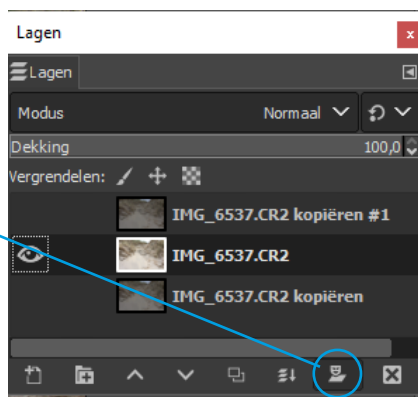 Lagen
x
Lagen
Modus Normaal
Dekking 100,0
Vergrendelen:
IMG_6537.CR2 kopiëren #1
IMG_6537.CR2
IMG_6537.CR2 kopiëren